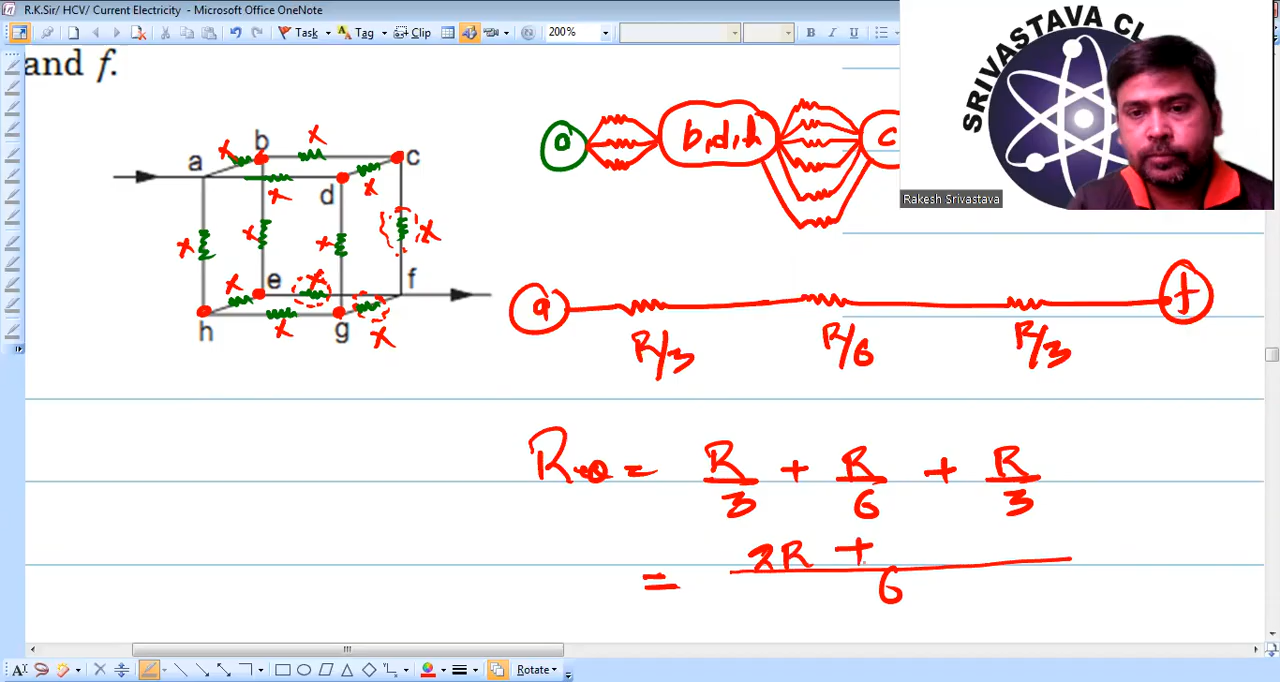 R.K.Sir/ HCV/ Current Electricity - Microsoft Office OneNote
Task Tag Clip 200% B I U
and f.
SRIVASTAVA CL
Rakesh Srivastava
a b c d e f g h
x x x x x x x x x x x x
a b,d,h c
a f
R/3 R/6 R/3
= R/3 + R/6 + R/3
= 2R + / 6
Rotate